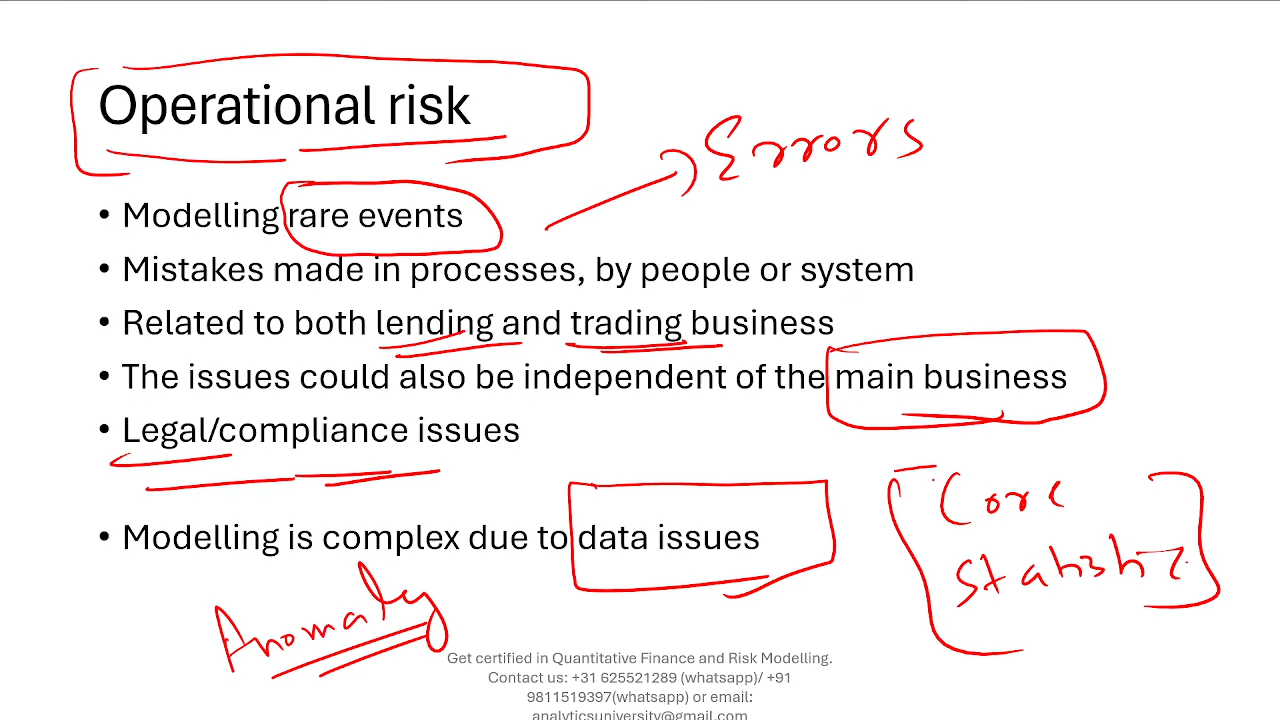 Operational risk
Errors
• Modelling rare events
• Mistakes made in processes, by people or system
• Related to both lending and trading business
• The issues could also be independent of the main business
• Legal/compliance issues
Core
• Modelling is complex due to data issues
Anomaly
Get certified in Quantitative Finance and Risk Modelling.
Contact us: +31 625521289 (whatsapp)/ +91
9811519397(whatsapp) or email:
analyticsuniversity@gmail.com